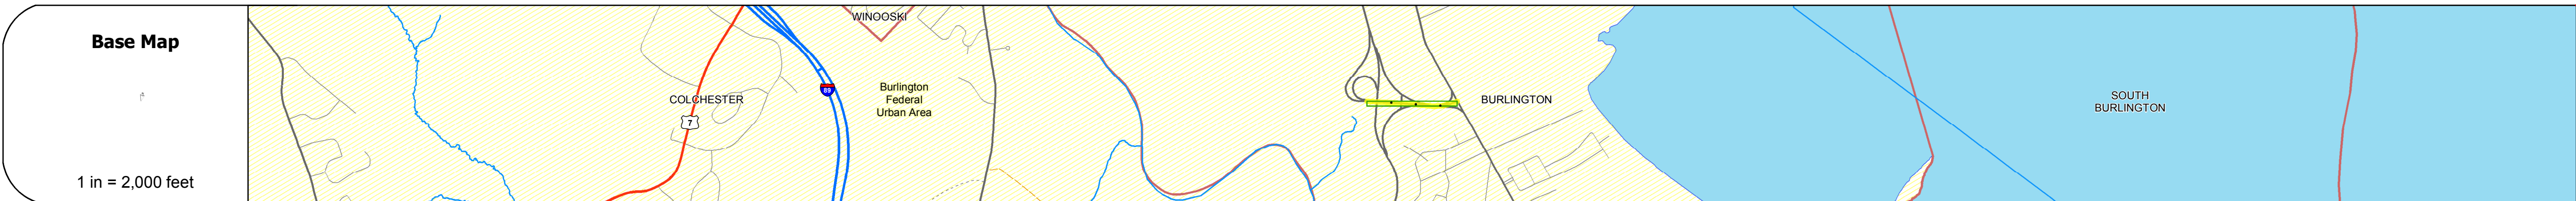 Base Map
1 in = 2,000 feet
WINOOSKI
COLCHESTER
7
89
Burlington
Federal
Urban Area
BURLINGTON
SOUTH
BURLINGTON